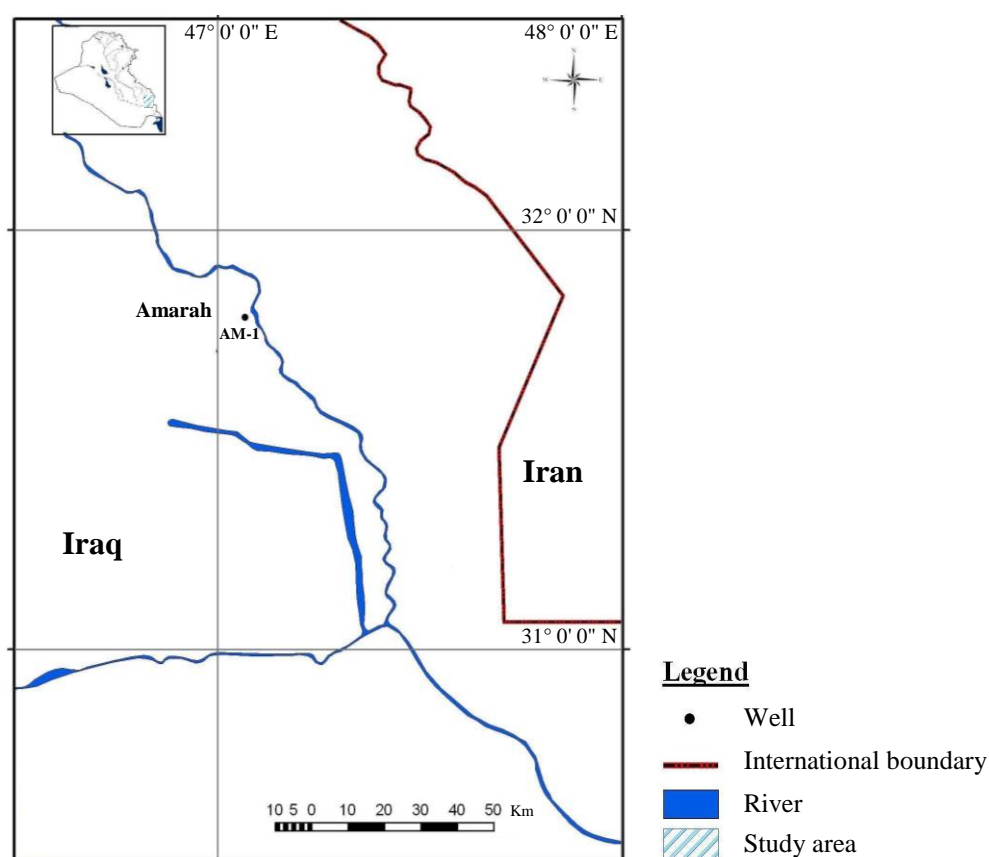 47° 0' 0" E
48° 0' 0" E
N
W E
32° 0' 0" N
Amarah
AM-1
Iran
Iraq
31° 0' 0" N
Legend
Well
International boundary
River
Study area
10 5 0 10 20 30 40 50 Km